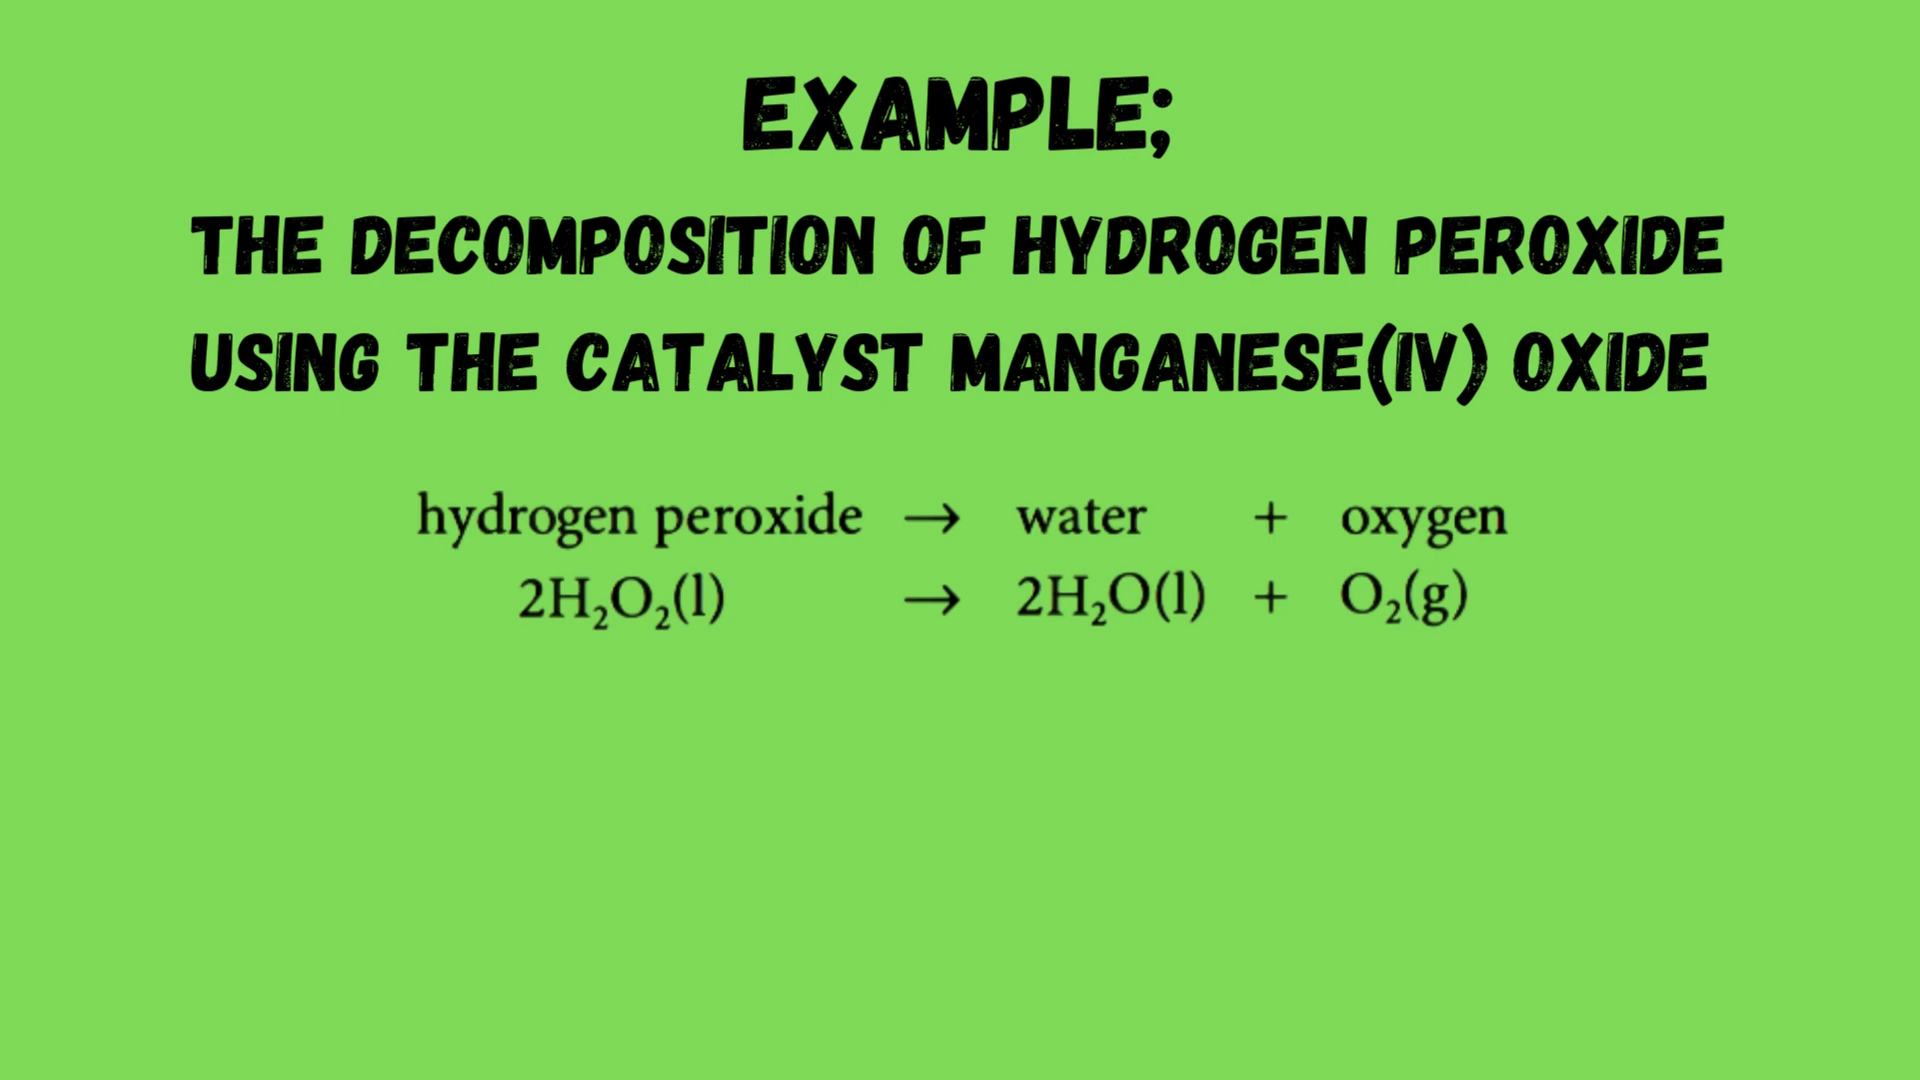 EXAMPLE;
THE DECOMPOSITION OF HYDROGEN PEROXIDE
USING THE CATALYST MANGANESE(IV) OXIDE
hydrogen peroxide → water + oxygen
2H₂O₂(l) → 2H₂O(l) + O₂(g)